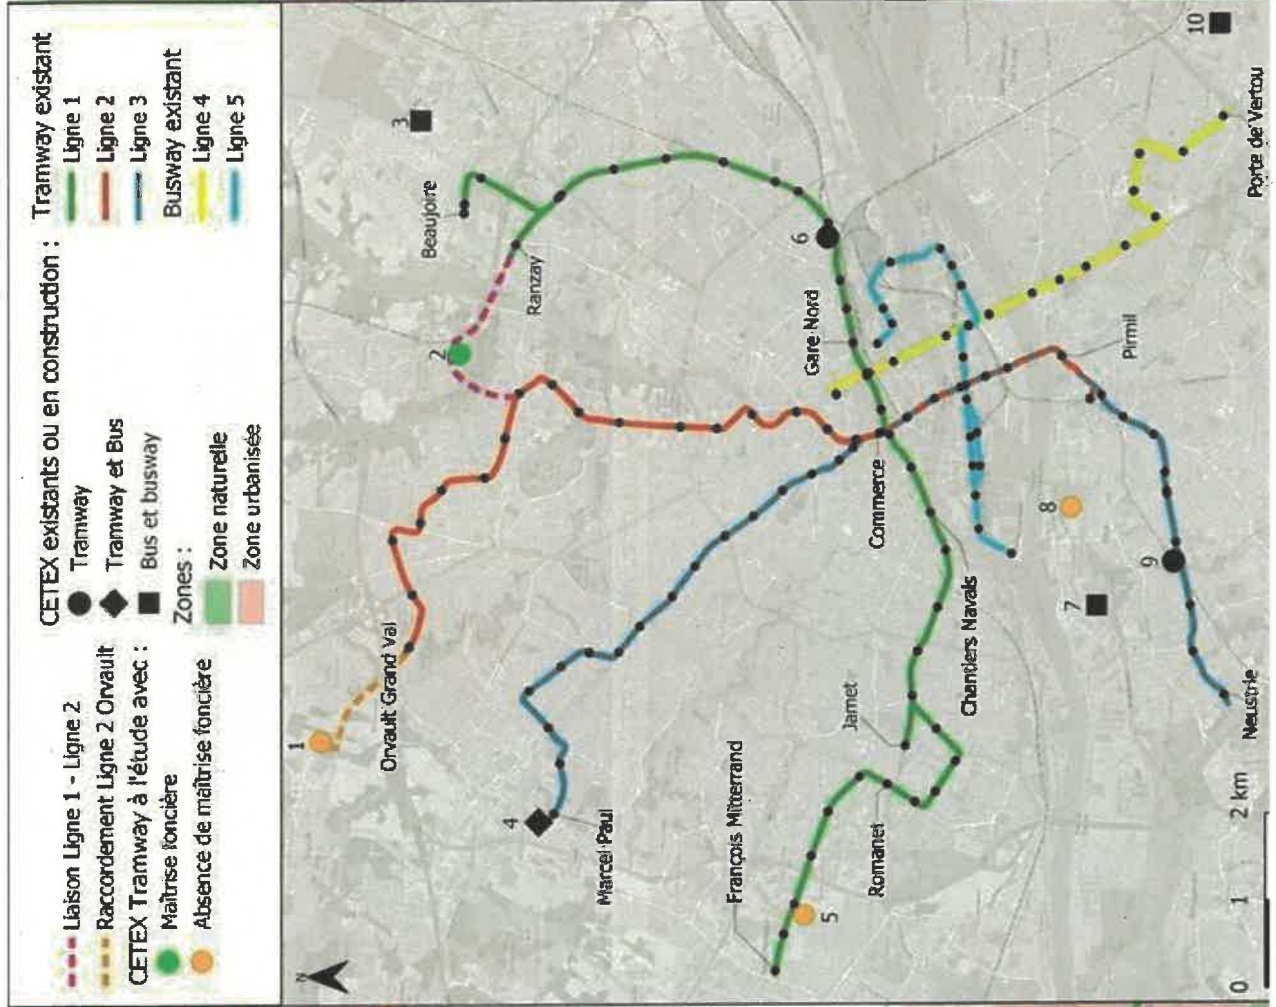 Liaison Ligne 1 - Ligne 2
Raccordement Ligne 2 Orvault
CETEX Tramway à l'étude avec :
Maîtrise foncière
Absence de maîtrise foncière
CETEX existants ou en construction :
Tramway
Tramway et Bus
Bus et busway
Zones :
Zone naturelle
Zone urbanisée
Tramway existant
Ligne 1
Ligne 2
Ligne 3
Busway existant
Ligne 4
Ligne 5
N
1
Orvault Grand Val
2
Ranzay
Beaujoire
3
4
Marcel Paul
François Mitterrand
5
Romanet
Jamet
Chantiers Navals
Commerce
Gare Nord
6
Pirmil
7
8
9
Neustrie
10
Porte de Vertou
0 1 2 km